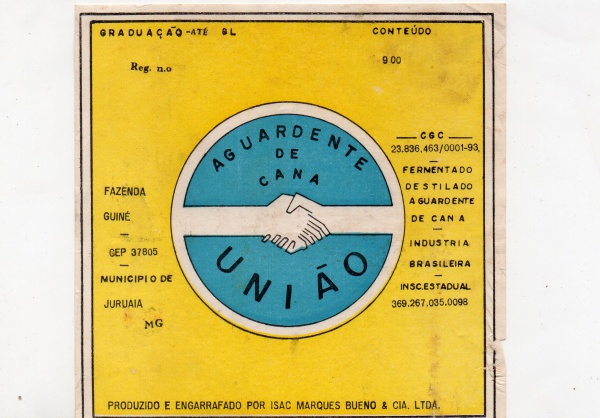 GRADUAÇÃO-ATÉ GL
CONTEÚDO
Reg. n.o
900
AGUARDENTE
DE
CANA
UNIÃO
FAZENDA
GUINÉ
—
GEP 37805
—
MUNICIPIO DE
JURUAIA
MG
CGC
23.836,463/0001-93,
—
FERMENTADO
DESTILADO
AGUARDENTE
DE CANA
—
INDUSTRIA
BRASILEIRA
—
INSC.ESTADUAL
369.267.035.0098
PRODUZIDO E ENGARRAFADO POR ISAC MARQUES BUENO & CIA. LTDA.